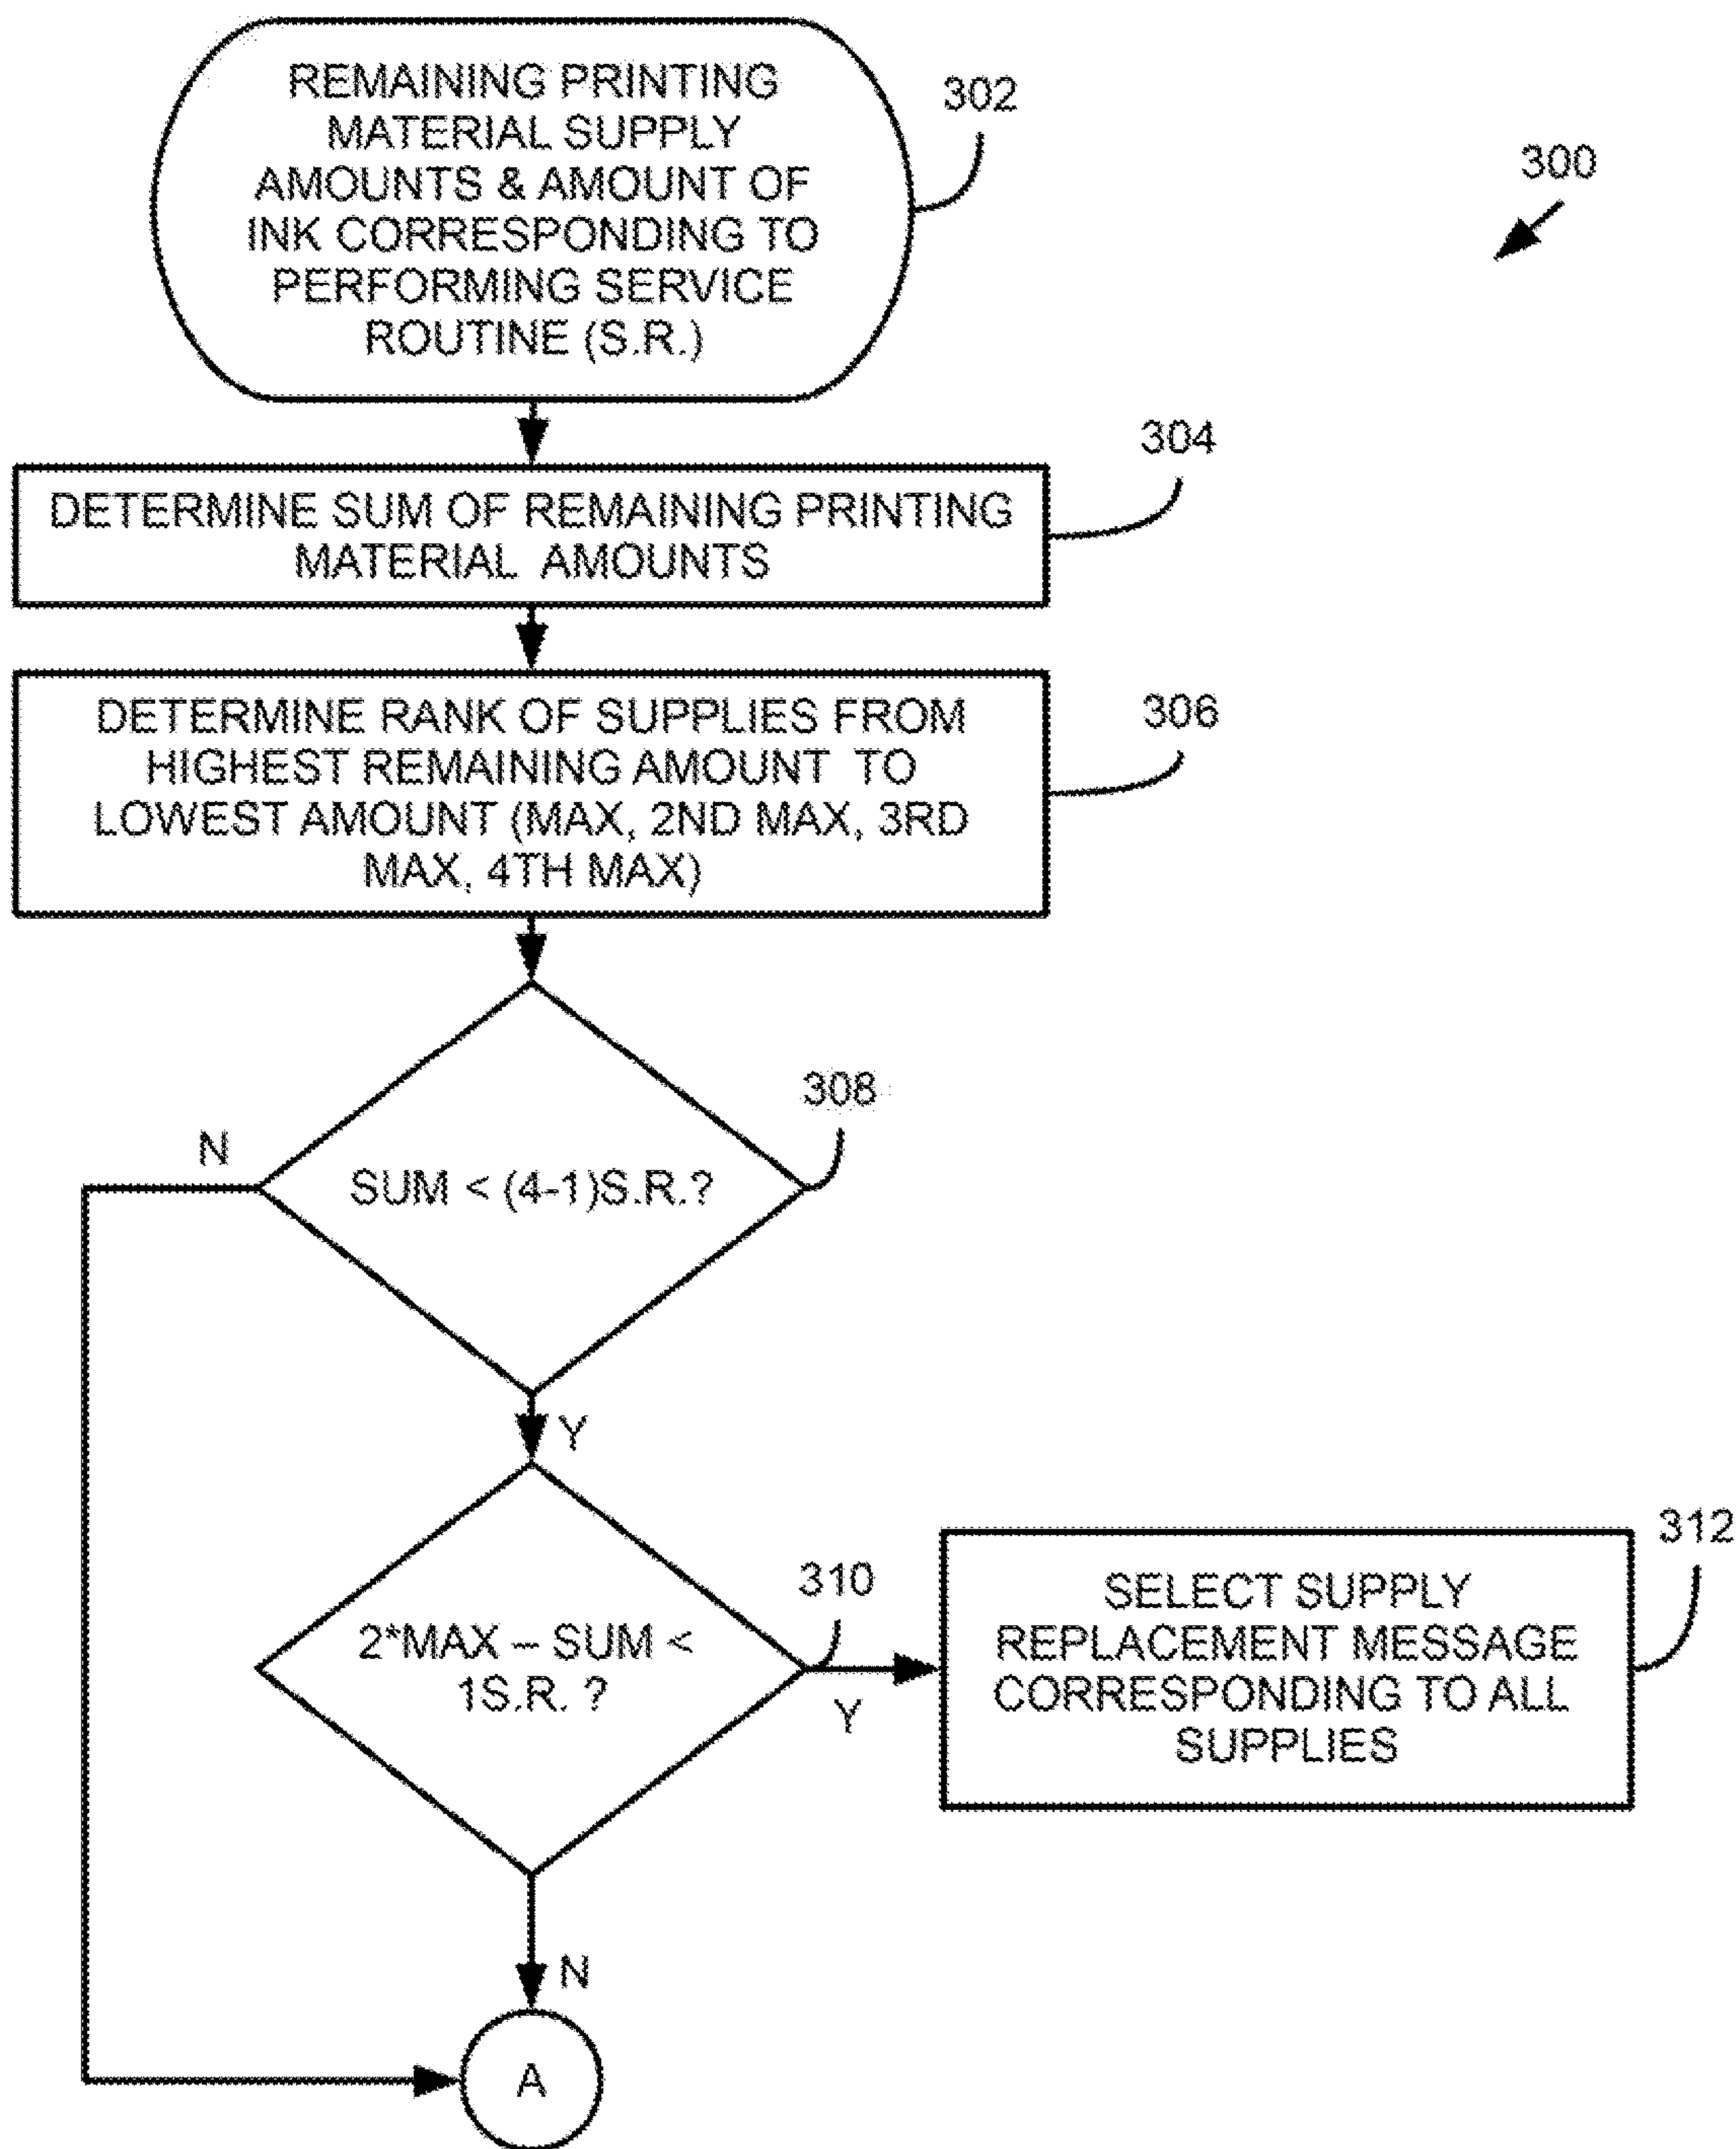 REMAINING PRINTING
MATERIAL SUPPLY
AMOUNTS & AMOUNT OF
INK CORRESPONDING TO
PERFORMING SERVICE
ROUTINE (S.R.)
302
300
304
DETERMINE SUM OF REMAINING PRINTING
MATERIAL AMOUNTS
306
DETERMINE RANK OF SUPPLIES FROM
HIGHEST REMAINING AMOUNT TO
LOWEST AMOUNT (MAX, 2ND MAX, 3RD
MAX, 4TH MAX)
308
N
SUM < (4-1)S.R.?
Y
310
2*MAX – SUM <
1S.R. ?
Y
312
SELECT SUPPLY
REPLACEMENT MESSAGE
CORRESPONDING TO ALL
SUPPLIES
N
A